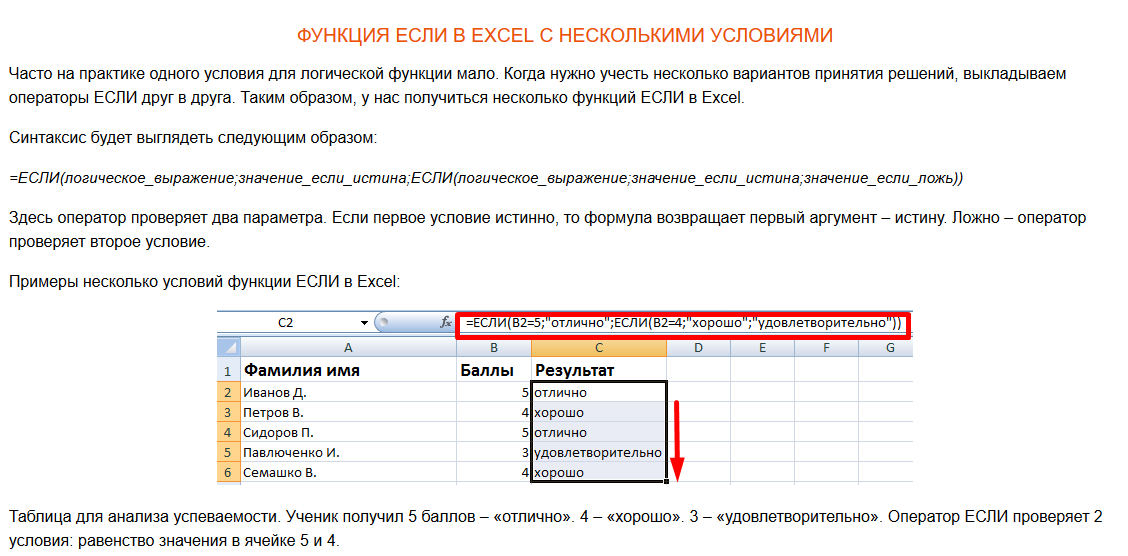 ФУНКЦИЯ ЕСЛИ В EXCEL С НЕСКОЛЬКИМИ УСЛОВИЯМИ
Часто на практике одного условия для логической функции мало. Когда нужно учесть несколько вариантов принятия решений, выкладываем
операторы ЕСЛИ друг в друга. Таким образом, у нас получиться несколько функций ЕСЛИ в Excel.
Синтаксис будет выглядеть следующим образом:
=ЕСЛИ(логическое_выражение;значение_если_истина;ЕСЛИ(логическое_выражение;значение_если_истина;значение_если_ложь))
Здесь оператор проверяет два параметра. Если первое условие истинно, то формула возвращает первый аргумент – истину. Ложно – оператор
проверяет второе условие.
Примеры несколько условий функции ЕСЛИ в Excel:
C2 fx =ЕСЛИ(B2=5;"отлично";ЕСЛИ(B2=4;"хорошо";"удовлетворительно"))
A B C D E F G
1 Фамилия имя Баллы Результат
2 Иванов Д. 5 отлично
3 Петров В. 4 хорошо
4 Сидоров П. 5 отлично
5 Павлюченко И. 3 удовлетворительно
6 Семашко В. 4 хорошо
Таблица для анализа успеваемости. Ученик получил 5 баллов – «отлично». 4 – «хорошо». 3 – «удовлетворительно». Оператор ЕСЛИ проверяет 2
условия: равенство значения в ячейке 5 и 4.